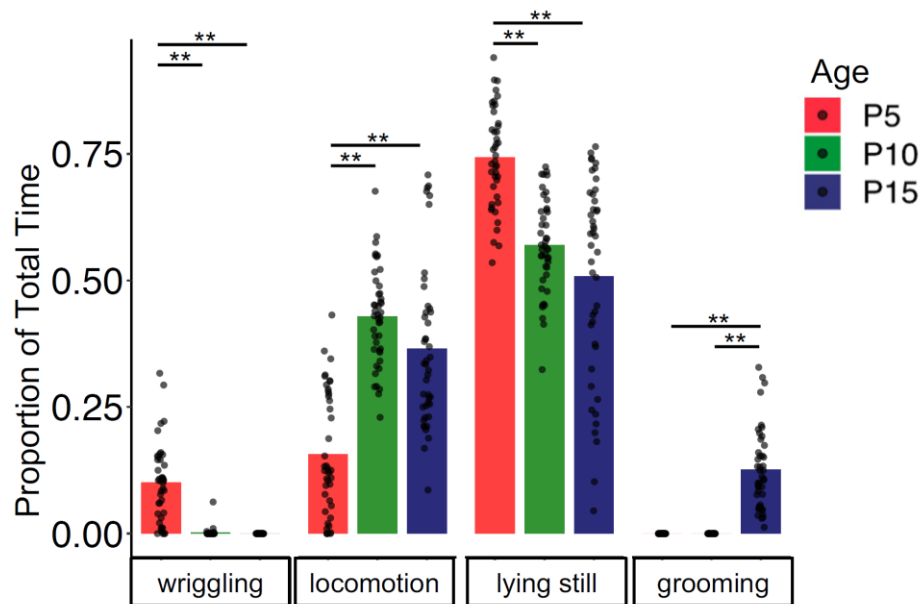 Proportion of Total Time
0.75
0.50
0.25
0.00
**
**
**
**
**
**
**
**
wriggling
locomotion
lying still
grooming
Age
P5
P10
P15